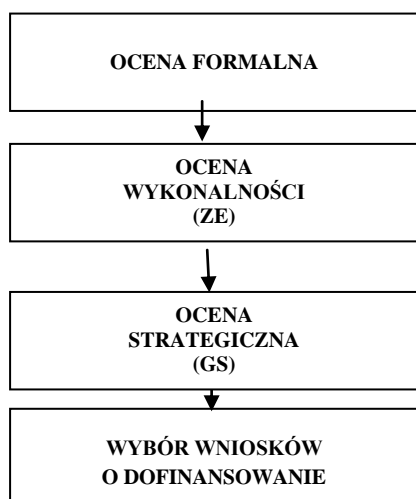 OCENA FORMALNA
OCENA
WYKONALNOŚCI
(ZE)
OCENA
STRATEGICZNA
(GS)
WYBÓR WNIOSKÓW
O DOFINANSOWANIE